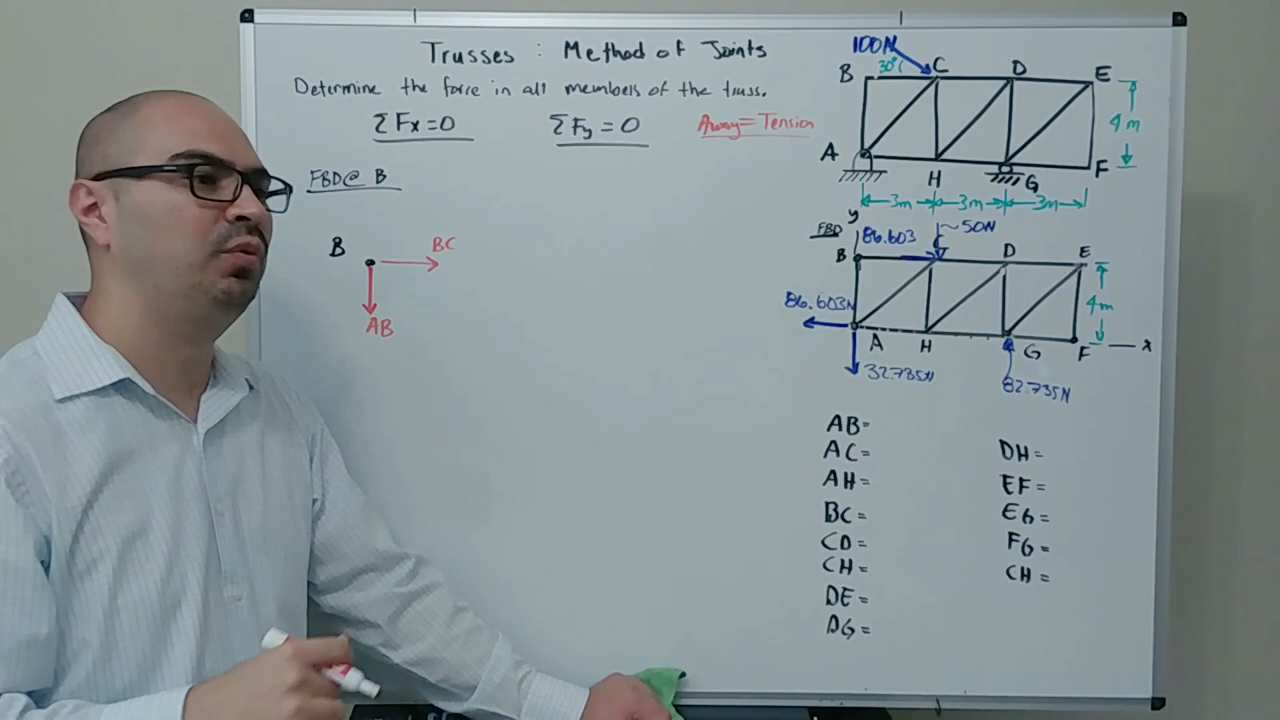 Trusses : Method of Joints
Determine the force in all members of the truss.
ΣFx=0 ΣFy=0 Away=Tension
FBD@ B
B BC
AB
100N
30°
B C D E
4m
A H G F
3m 3m 3m
FBD y 86.603 50N
B C D E
86.603N 4m
A H G F x
32.735N 82.735N
AB=
AC= DH=
AH= EF=
BC= EG=
CD= FG=
CH= CH=
DE=
DG=